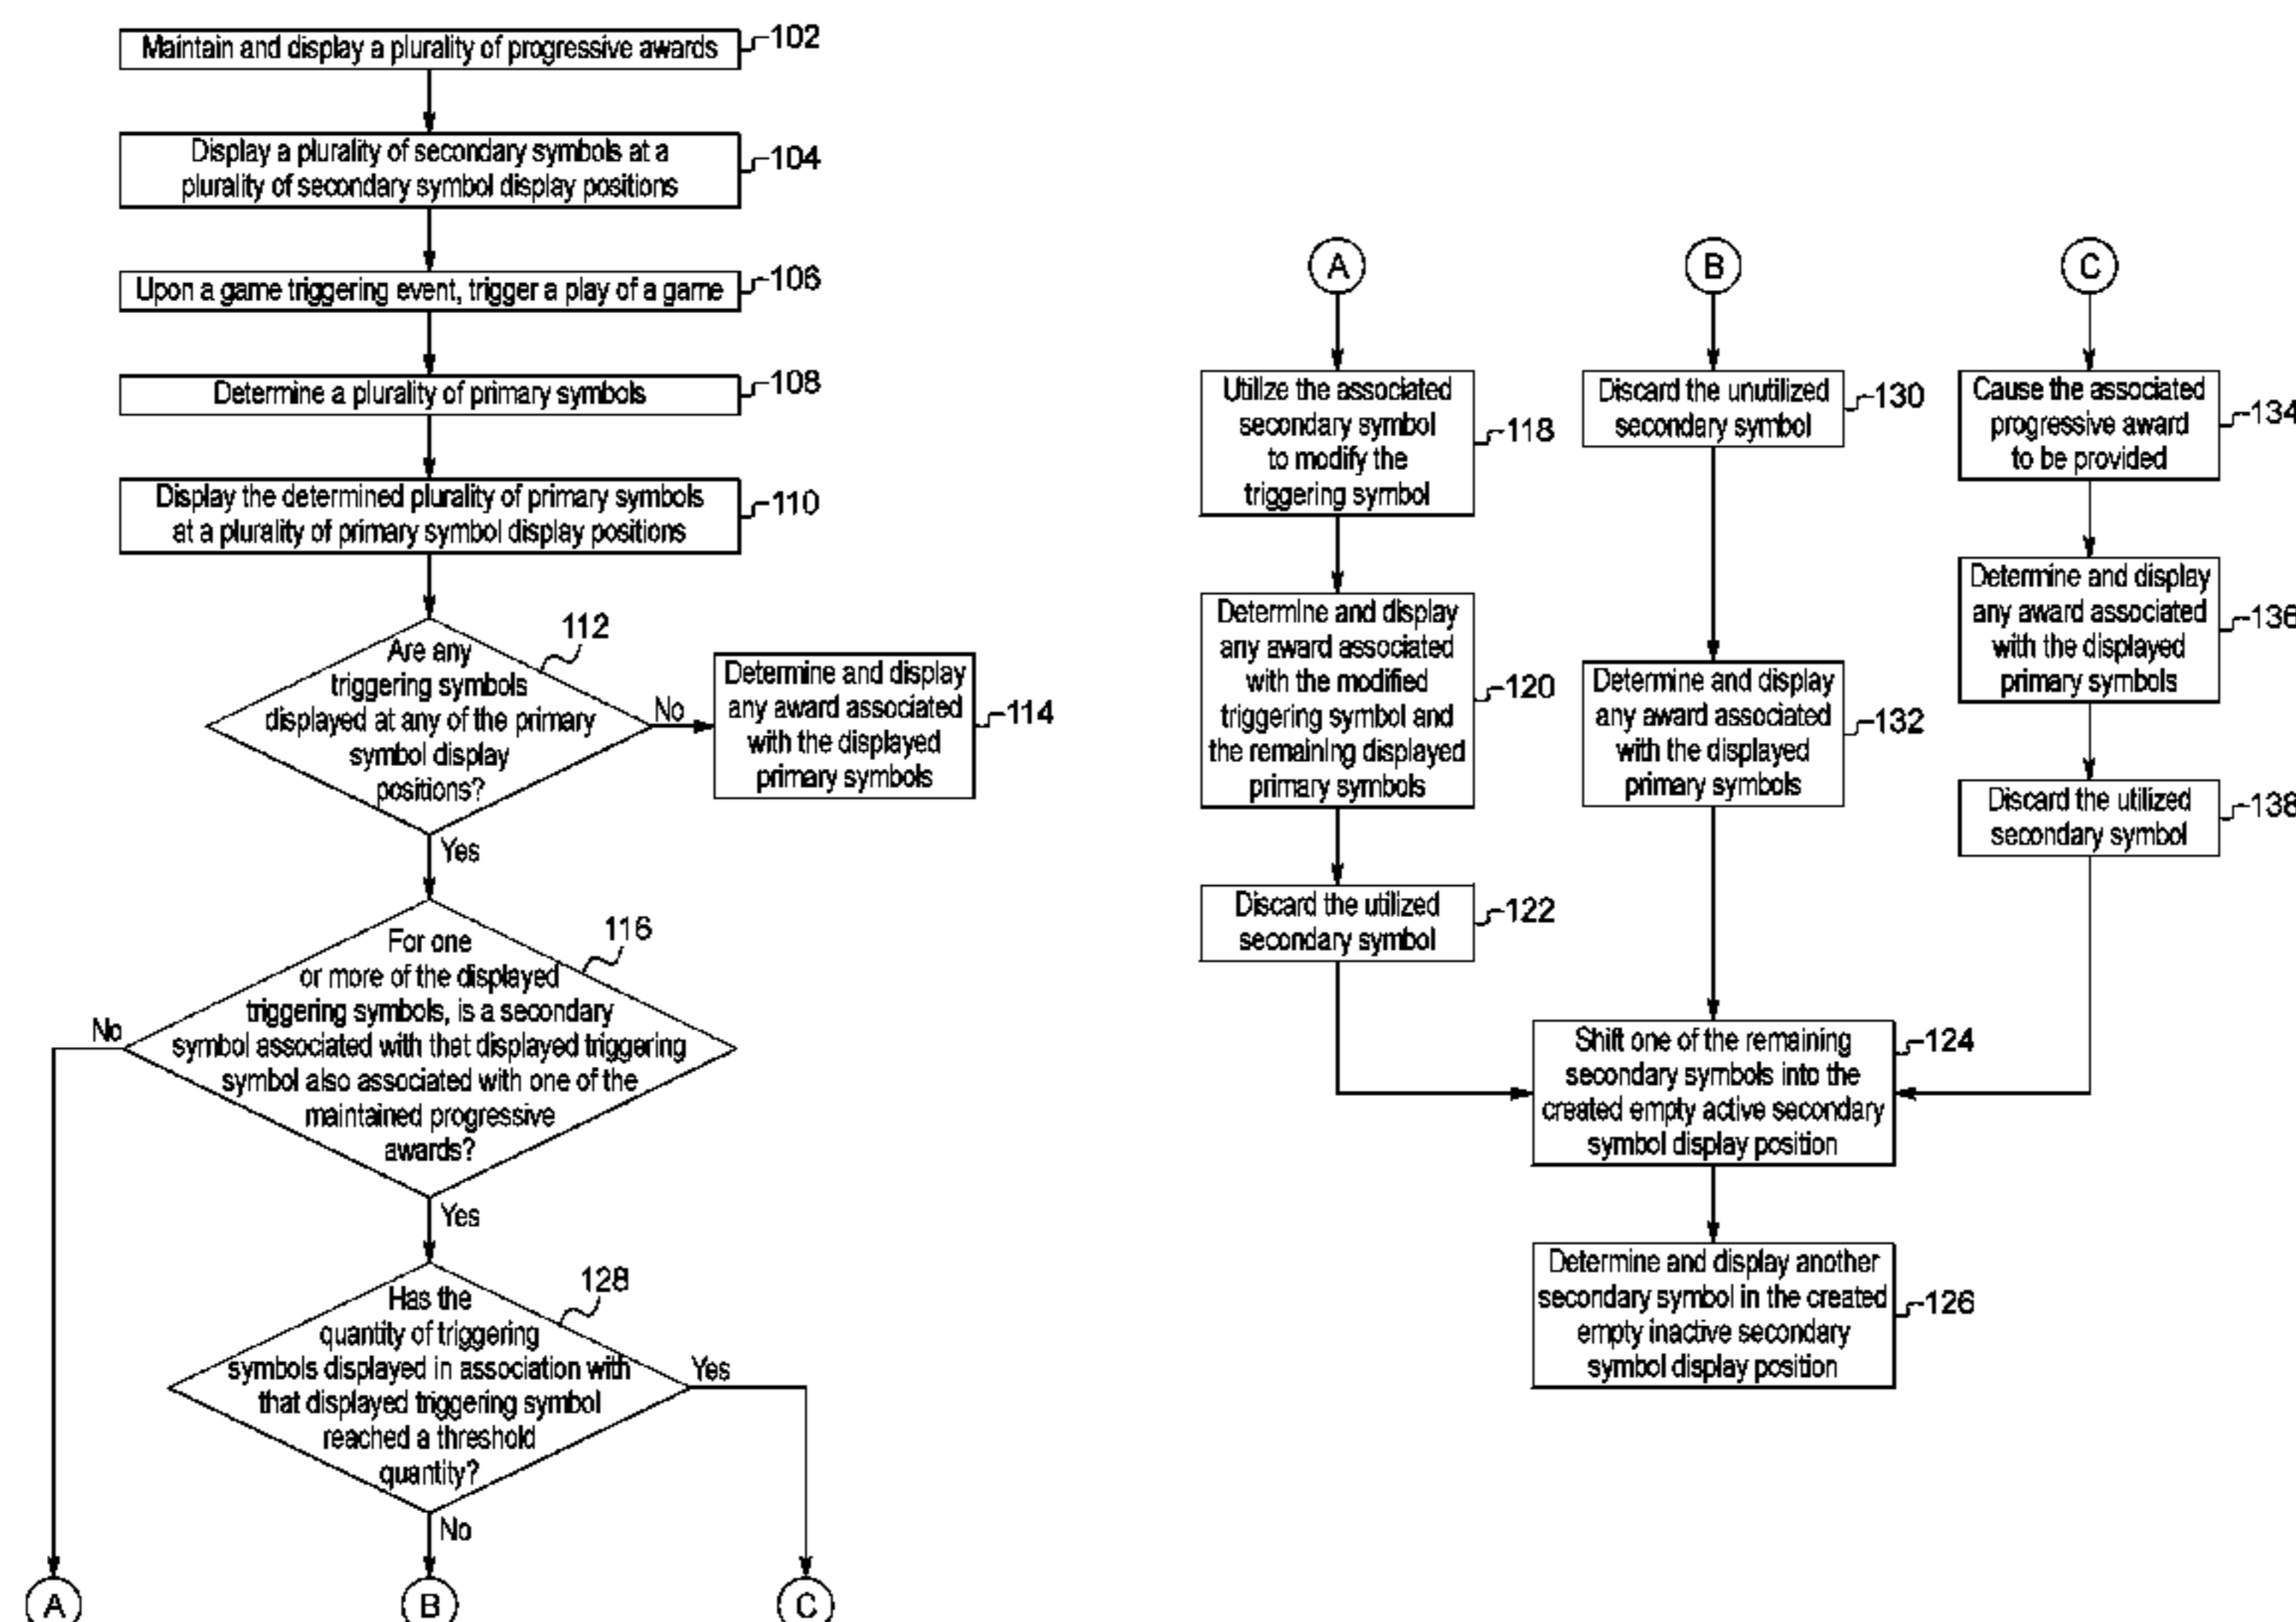 Maintain and display a plurality of progressive awards
102
Display a plurality of secondary symbols at a
plurality of secondary symbol display positions
104
Upon a game triggering event, trigger a play of a game
106
Determine a plurality of primary symbols
108
Display the determined plurality of primary symbols
at a plurality of primary symbol display positions
110
112
Are any
triggering symbols
displayed at any of the primary
symbol display
positions?
No
Determine and display
any award associated
with the displayed
primary symbols
114
Yes
116
For one
or more of the displayed
triggering symbols, is a secondary
symbol associated with that displayed triggering
symbol also associated with one of the
maintained progressive
awards?
No
Yes
128
Has the
quantity of triggering
symbols displayed in association with
that displayed triggering symbol
reached a threshold
quantity?
Yes
No
A
B
C
A
Utilize the associated
secondary symbol
to modify the
triggering symbol
118
Determine and display
any award associated
with the modified
triggering symbol and
the remaining displayed
primary symbols
120
Discard the utilized
secondary symbol
122
B
Discard the unutilized
secondary symbol
130
Determine and display
any award associated
with the displayed
primary symbols
132
C
Cause the associated
progressive award
to be provided
134
Determine and display
any award associated
with the displayed
primary symbols
136
Discard the utilized
secondary symbol
138
Shift one of the remaining
secondary symbols into the
created empty active secondary
symbol display position
124
Determine and display another
secondary symbol in the created
empty inactive secondary
symbol display position
126